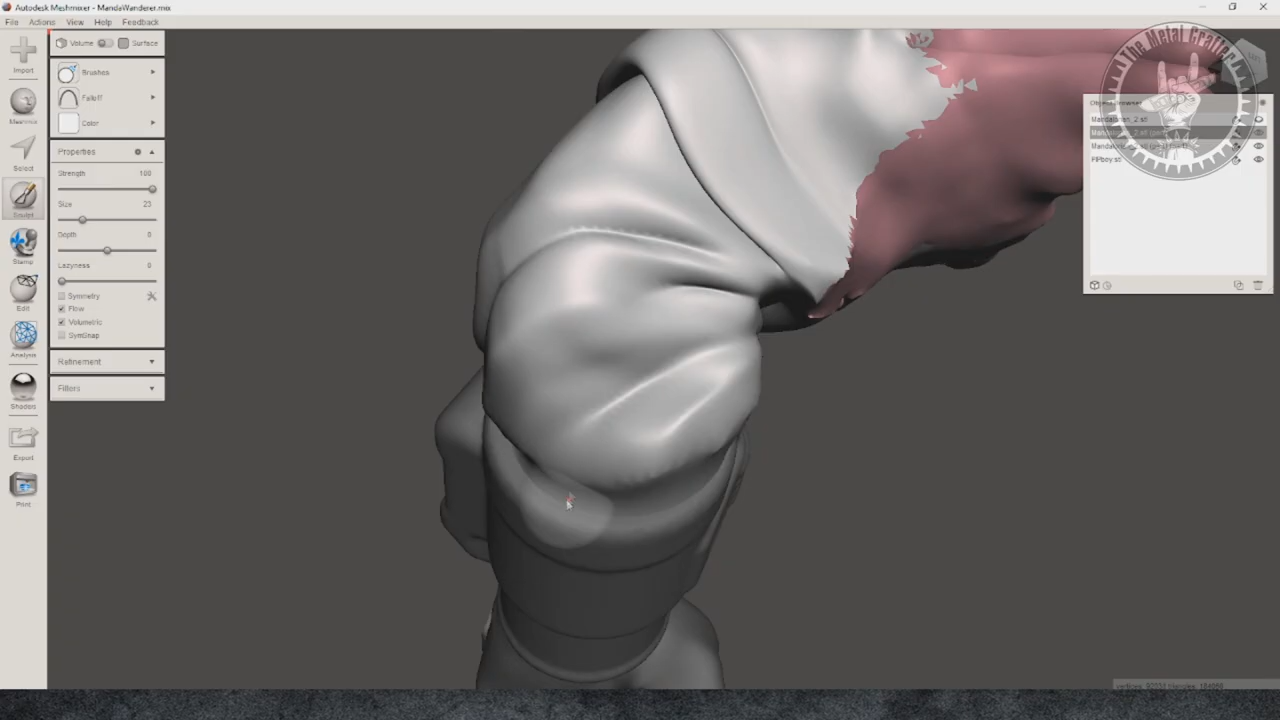 Autodesk Meshmixer - MandaWanderer.mix
File Actions View Help Feedback
Import
Meshmix
Select
Sculpt
Stamp
Edit
Analysis
Shaders
Export
Print
Volume Surface
Brushes
Falloff
Color
Properties
Strength 100
Size 23
Depth 0
Lazyness 0
Symmetry
Flow
Volumetric
SymSnap
Refinement
Filters
The Metal Crafter
Object Browser